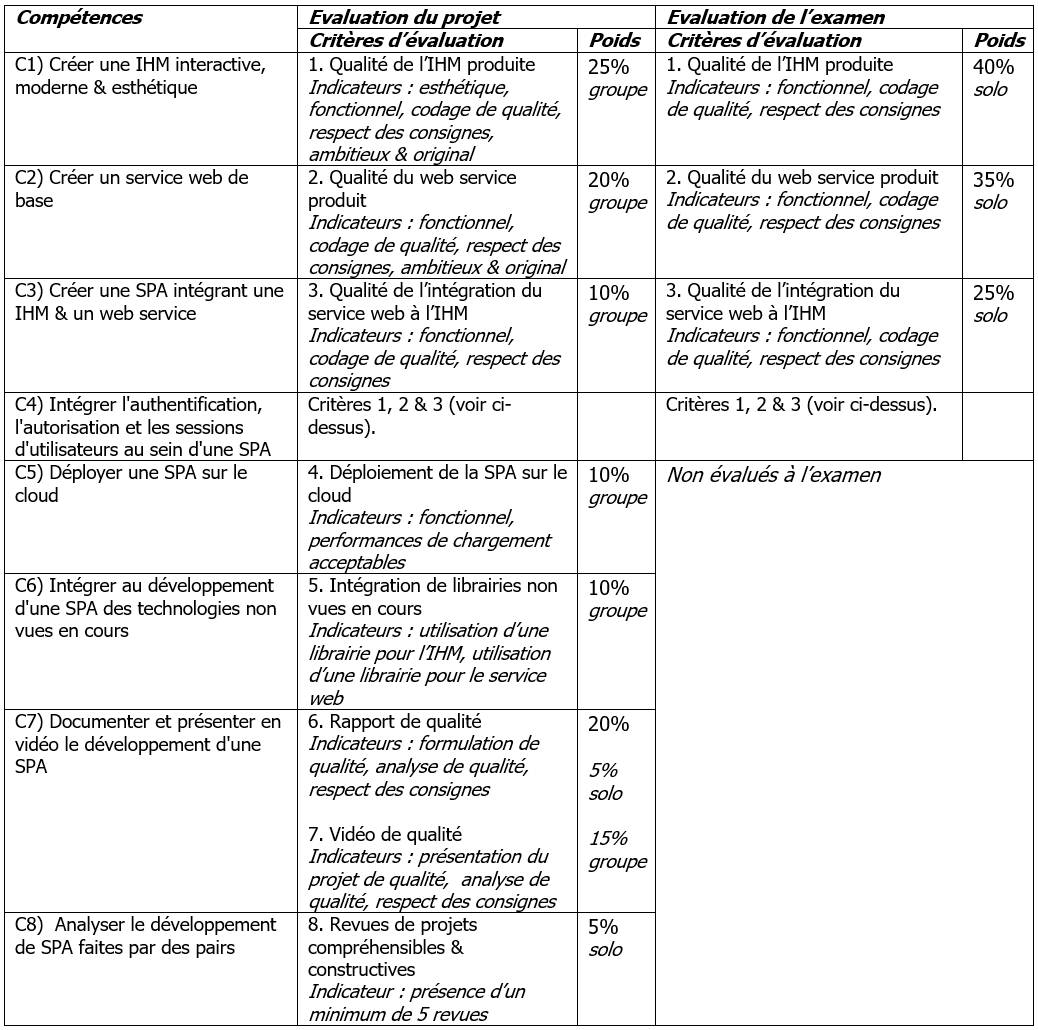 Compétences
Evaluation du projet
Evaluation de l’examen
Critères d’évaluation
Poids
Critères d’évaluation
Poids
C1) Créer une IHM interactive,
moderne & esthétique
1. Qualité de l’IHM produite
Indicateurs : esthétique,
fonctionnel, codage de qualité,
respect des consignes,
ambitieux & original
25%
groupe
1. Qualité de l’IHM produite
Indicateurs : fonctionnel, codage
de qualité, respect des consignes
40%
solo
C2) Créer un service web de
base
2. Qualité du web service
produit
Indicateurs : fonctionnel,
codage de qualité, respect des
consignes, ambitieux & original
20%
groupe
2. Qualité du web service produit
Indicateurs : fonctionnel, codage
de qualité, respect des consignes
35%
solo
C3) Créer une SPA intégrant une
IHM & un web service
3. Qualité de l’intégration du
service web à l’IHM
Indicateurs : fonctionnel,
codage de qualité, respect des
consignes
10%
groupe
3. Qualité de l’intégration du
service web à l’IHM
Indicateurs : fonctionnel, codage
de qualité, respect des consignes
25%
solo
C4) Intégrer l'authentification,
l'autorisation et les sessions
d'utilisateurs au sein d'une SPA
Critères 1, 2 & 3 (voir ci-
dessus).
Critères 1, 2 & 3 (voir ci-dessus).
C5) Déployer une SPA sur le
cloud
4. Déploiement de la SPA sur le
cloud
Indicateurs : fonctionnel,
performances de chargement
acceptables
10%
groupe
Non évalués à l’examen
C6) Intégrer au développement
d'une SPA des technologies non
vues en cours
5. Intégration de librairies non
vues en cours
Indicateurs : utilisation d’une
librairie pour l’IHM, utilisation
d’une librairie pour le service
web
10%
groupe
C7) Documenter et présenter en
vidéo le développement d'une
SPA
6. Rapport de qualité
Indicateurs : formulation de
qualité, analyse de qualité,
respect des consignes
20%
5%
solo
7. Vidéo de qualité
Indicateurs : présentation du
projet de qualité,  analyse de
qualité, respect des consignes
15%
groupe
C8)  Analyser le développement
de SPA faites par des pairs
8. Revues de projets
compréhensibles &
constructives
Indicateur : présence d’un
minimum de 5 revues
5%
solo